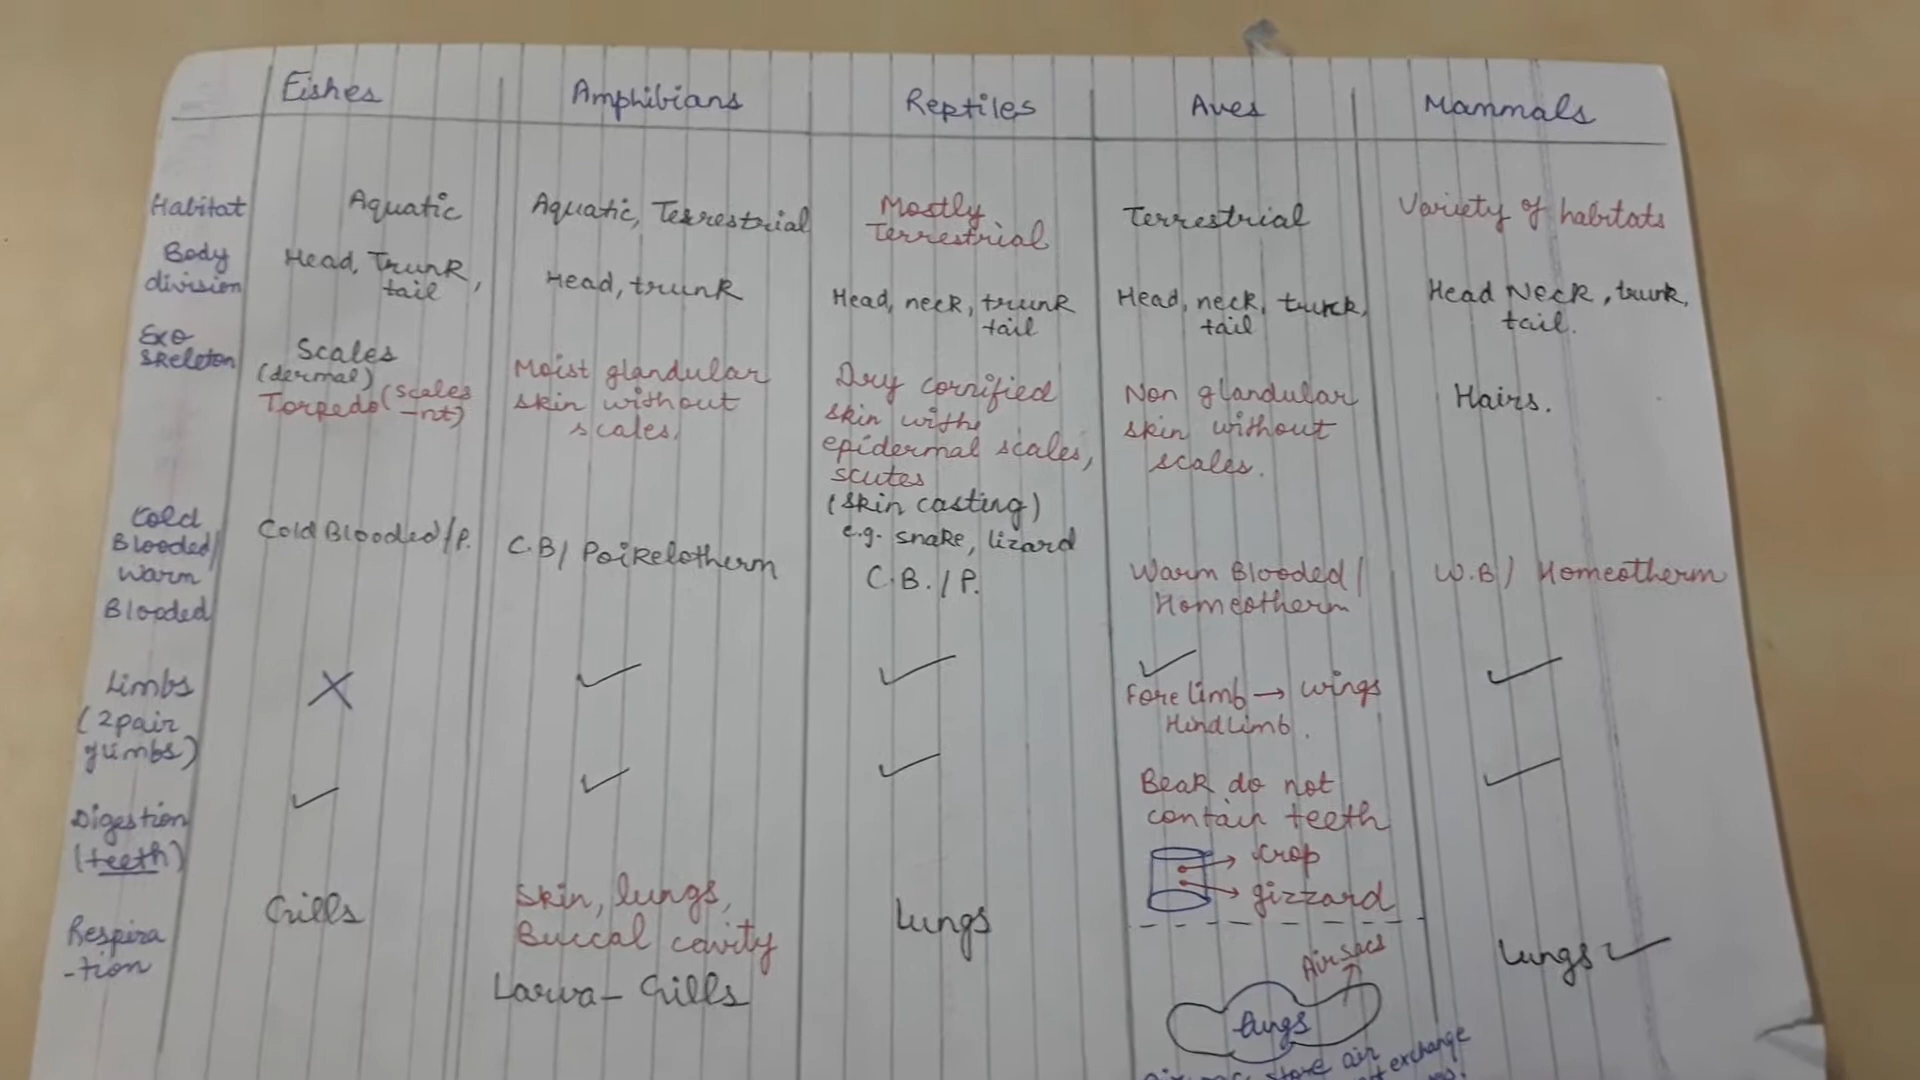 Fishes Amphibians Reptiles Aves Mammals
Habitat Aquatic Aquatic, Terrestrial Mostly Terrestrial Terrestrial Variety of habitats
Body division Head, Trunk, tail Head, trunk Head, neck, trunk tail Head, neck, trunk, tail Head Neck, trunk, tail.
Exo skeleton Scales (dermal) Torpedo (scales -nt) Moist glandular skin without scales. Dry cornified skin with epidermal scales, scutes (skin casting) e.g. snake, lizard Non glandular skin without scales. Hairs.
Cold Blooded/ Warm Blooded Cold Blooded/P. C.B/ Poikelotherm C.B./P. Warm Blooded/ Homeotherm W.B/ Homeotherm
Limbs (2pair limbs) X ✓ ✓ ✓ Fore limb → wings Hind limb. ✓
Digestion (teeth) ✓ ✓ ✓ Beak do not contain teeth crop gizzard ✓
Respira -tion Gills Skin, lungs, Buccal cavity Larva - Gills Lungs Air sacs lungs Lungs ✓
store air
exchange